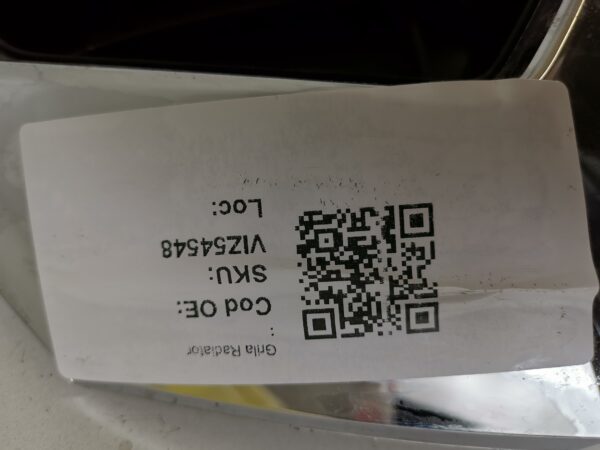 Grila Radiator
:
Cod OE:
SKU:
VIZ54548
Loc: